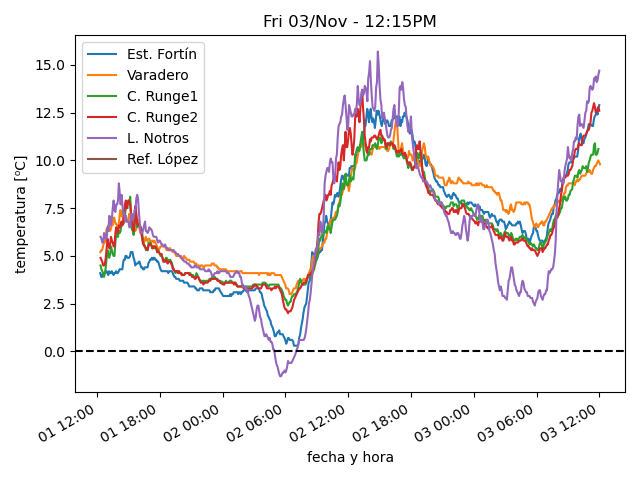 Fri 03/Nov - 12:15PM
Est. Fortín
Varadero
C. Runge1
C. Runge2
L. Notros
Ref. López
temperatura [ºC]
15.0
12.5
10.0
7.5
5.0
2.5
0.0
01 12:00
01 18:00
02 00:00
02 06:00
02 12:00
02 18:00
03 00:00
03 06:00
03 12:00
fecha y hora